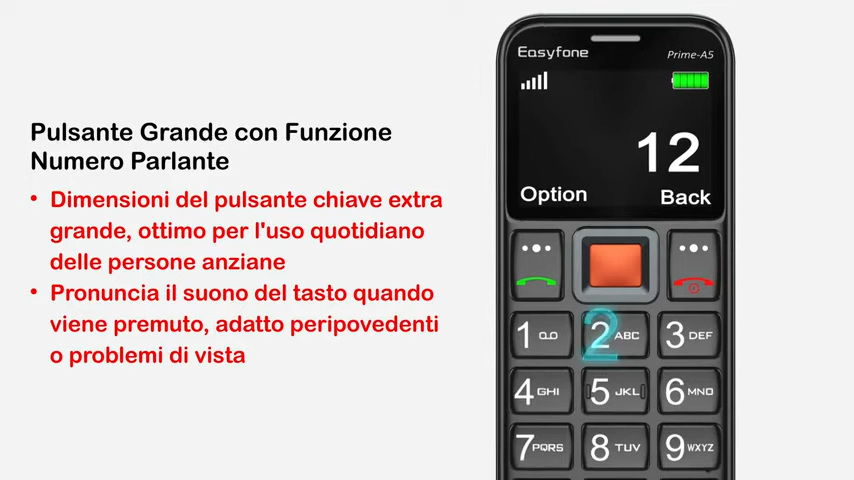 Pulsante Grande con Funzione
Numero Parlante
• Dimensioni del pulsante chiave extra
grande, ottimo per l'uso quotidiano
delle persone anziane
• Pronuncia il suono del tasto quando
viene premuto, adatto peripovedenti
o problemi di vista
Easyfone
Prime-A5
12
Option Back
1 2 ABC 3 DEF
2
4 GHI 5 JKL 6 MNO
7 PQRS 8 TUV 9 WXYZ